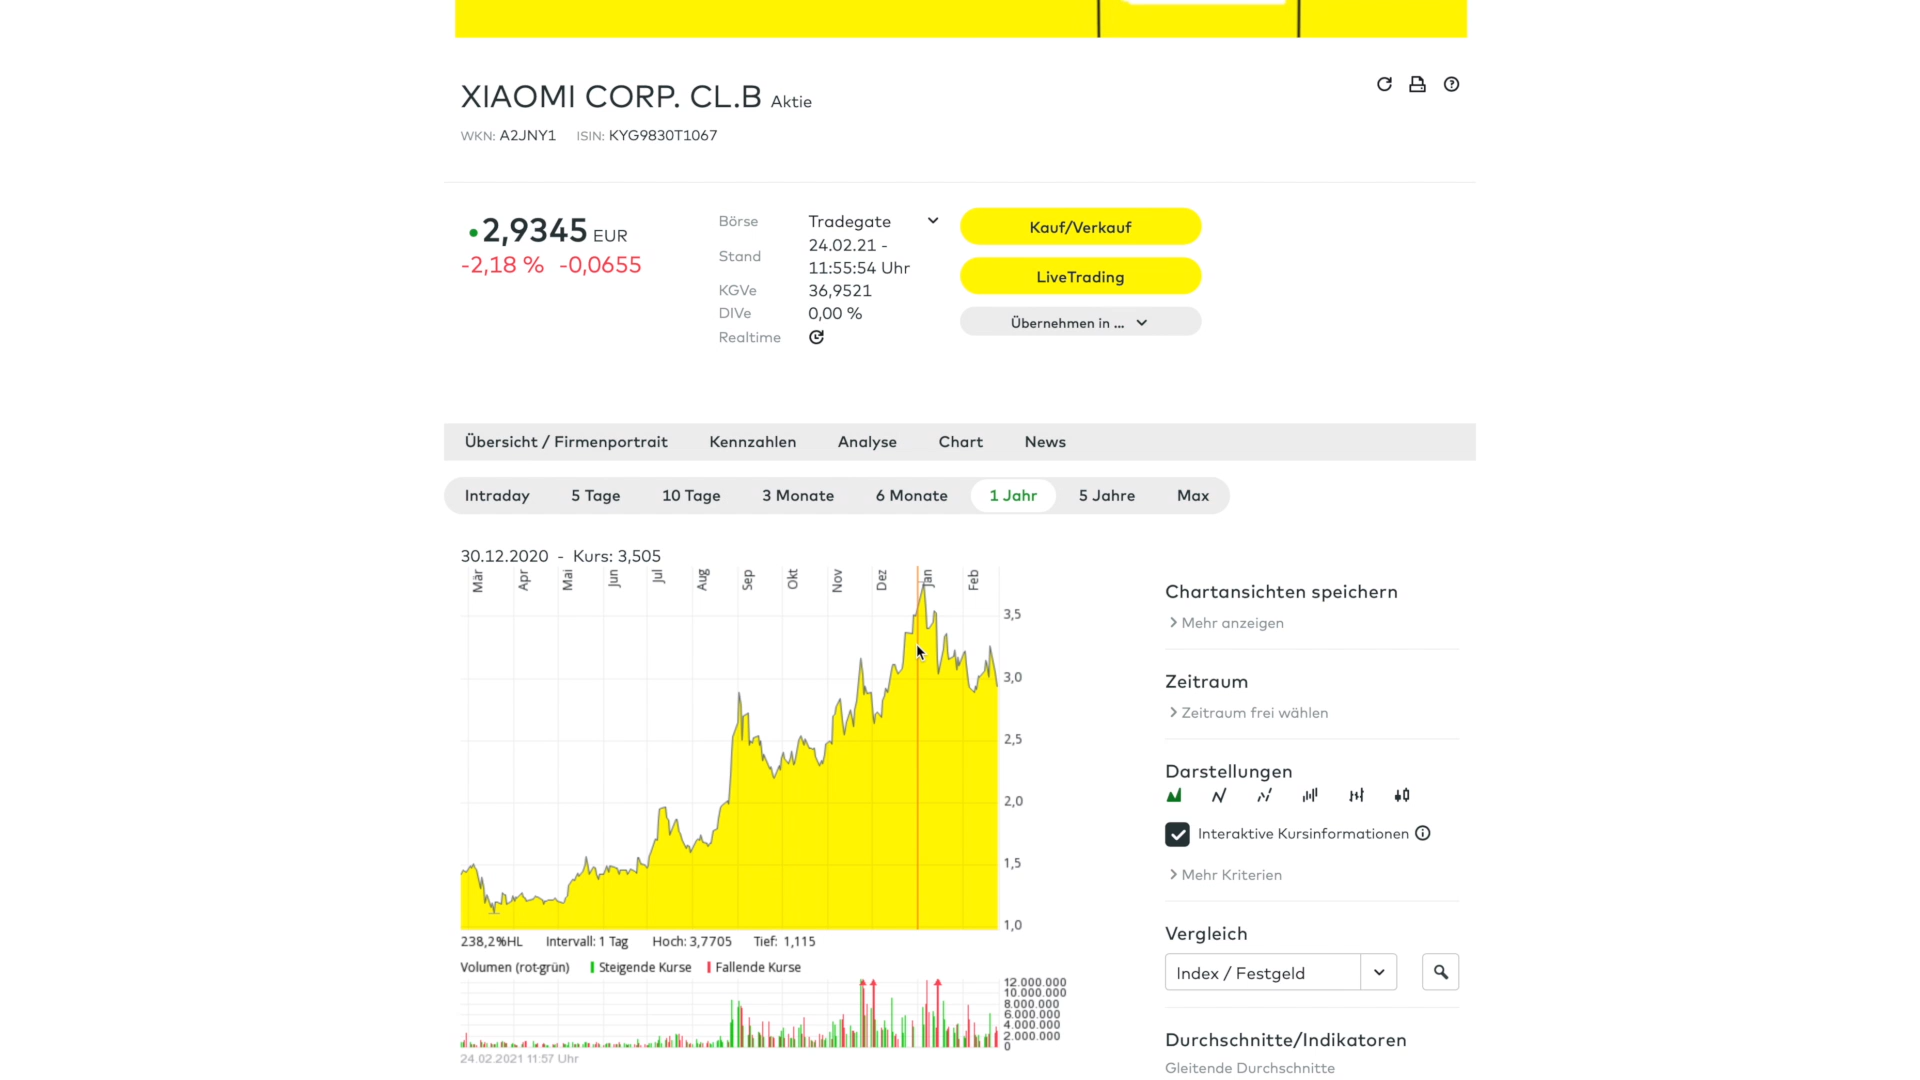 XIAOMI CORP. CL.B Aktie
WKN: A2JNY1 ISIN: KYG9830T1067
2,9345 EUR
-2,18 % -0,0655
Börse Tradegate
Stand 24.02.21 -
11:55:54 Uhr
KGVe 36,9521
DIVe 0,00 %
Realtime
Kauf/Verkauf
LiveTrading
Übernehmen in ...
Übersicht / Firmenportrait Kennzahlen Analyse Chart News
Intraday 5 Tage 10 Tage 3 Monate 6 Monate 1 Jahr 5 Jahre Max
30.12.2020 - Kurs: 3,505
Mär Apr Mai Jun Jul Aug Sep Okt Nov Dez Jan Feb
3,5
3,0
2,5
2,0
1,5
1,0
238,2%HL Intervall: 1 Tag Hoch: 3,7705 Tief: 1,115
Volumen (rot-grün) Steigende Kurse Fallende Kurse
12.000.000
10.000.000
8.000.000
6.000.000
4.000.000
2.000.000
0
24.02.2021 11:57 Uhr
Chartansichten speichern
Mehr anzeigen
Zeitraum
Zeitraum frei wählen
Darstellungen
Interaktive Kursinformationen
Mehr Kriterien
Vergleich
Index / Festgeld
Durchschnitte/Indikatoren
Gleitende Durchschnitte